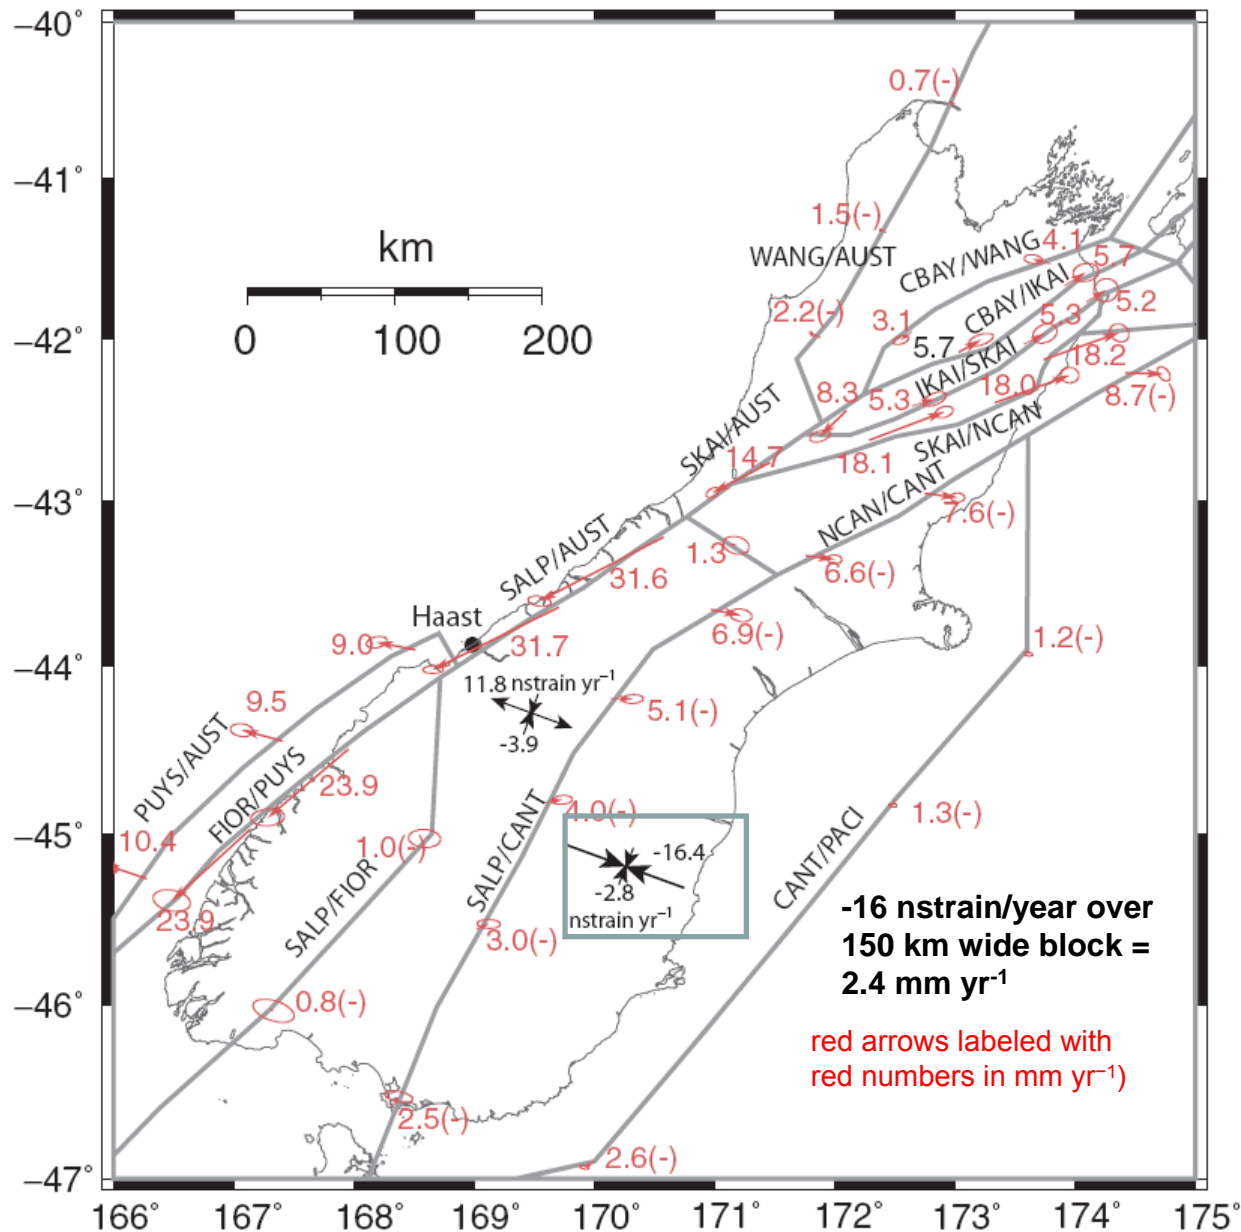 −40°
−41°
−42°
−43°
−44°
−45°
−46°
−47°
166°
167°
168°
169°
170°
171°
172°
173°
174°
175°
km
0
100
200
0.7(-)
1.5(-)
WANG/AUST
2.2(-)
CBAY/WANG
4.1
3.1
5.7
CBAY/IKAI
5.7
5.3
5.2
IKAI/SKAI
5.3
18.2
18.0
8.3
8.7(-)
SKAI/NCAN
18.1
SKAI/AUST
14.7
NCAN/CANT
7.6(-)
1.3
6.6(-)
SALP/AUST
31.6
6.9(-)
Haast
31.7
9.0
1.2(-)
11.8 nstrain yr⁻¹
-3.9
5.1(-)
9.5
PUYS/AUST
FIOR/PUYS
23.9
10.4
1.0(-)
4.0(-)
1.3(-)
SALP/CANT
-16.4
-2.8
nstrain yr⁻¹
CANT/PACI
23.9
SALP/FIOR
3.0(-)
0.8(-)
2.5(-)
2.6(-)
-16 nstrain/year over
150 km wide block =
2.4 mm yr⁻¹
red arrows labeled with
red numbers in mm yr⁻¹)